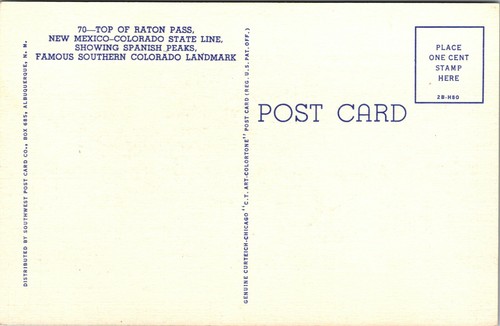 70—TOP OF RATON PASS,
NEW MEXICO-COLORADO STATE LINE,
SHOWING SPANISH PEAKS,
FAMOUS SOUTHERN COLORADO LANDMARK
DISTRIBUTED BY SOUTHWEST POST CARD CO., BOX 685, ALBUQUERQUE, N. M.
GENUINE CURTEICH-CHICAGO "C.T. ART-COLORTONE" POST CARD (REG. U.S. PAT. OFF.)
POST CARD
PLACE
ONE CENT
STAMP
HERE
2B-H80